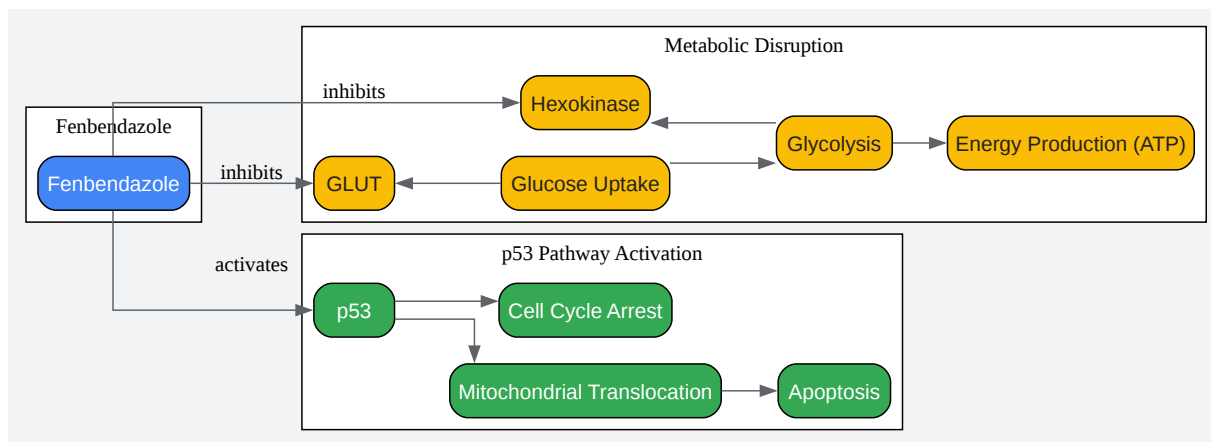 Metabolic Disruption
inhibits
Hexokinase
Fenbendazole
Glycolysis
Energy Production (ATP)
Fenbendazole
inhibits
GLUT
Glucose Uptake
p53 Pathway Activation
activates
p53
Cell Cycle Arrest
Mitochondrial Translocation
Apoptosis